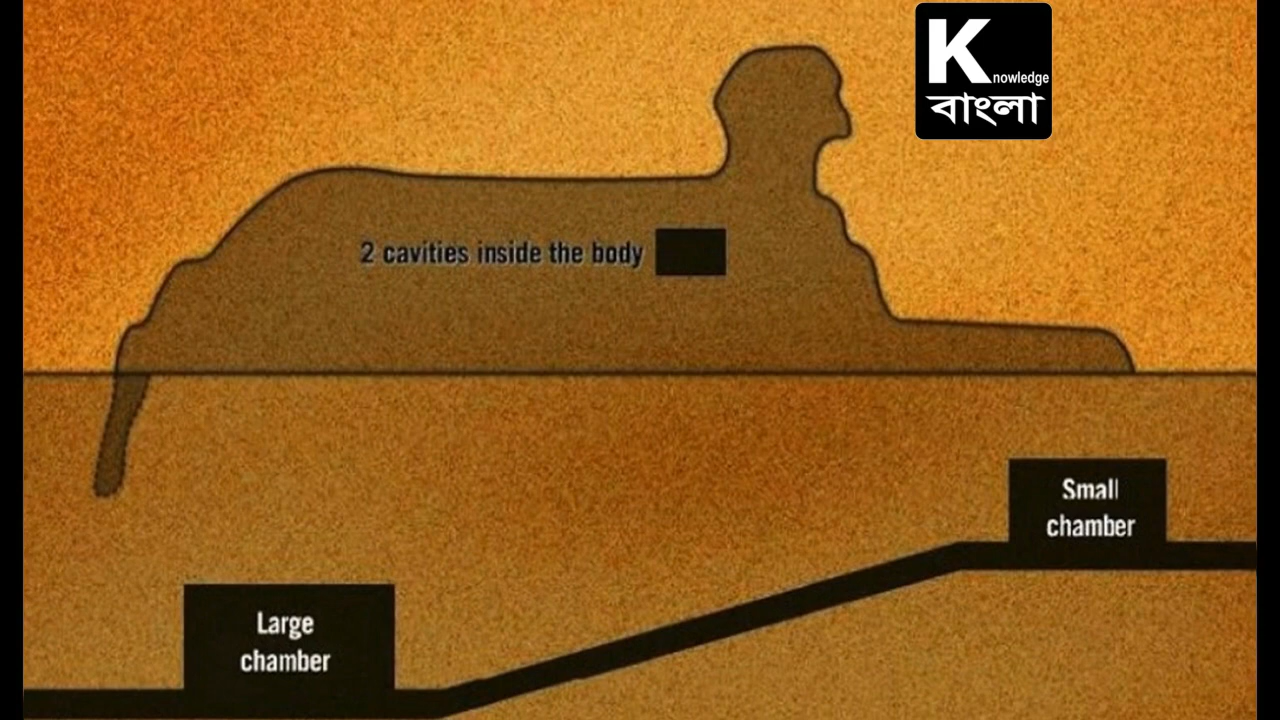 Knowledge
বাংলা
2 cavities inside the body
Small
chamber
Large
chamber